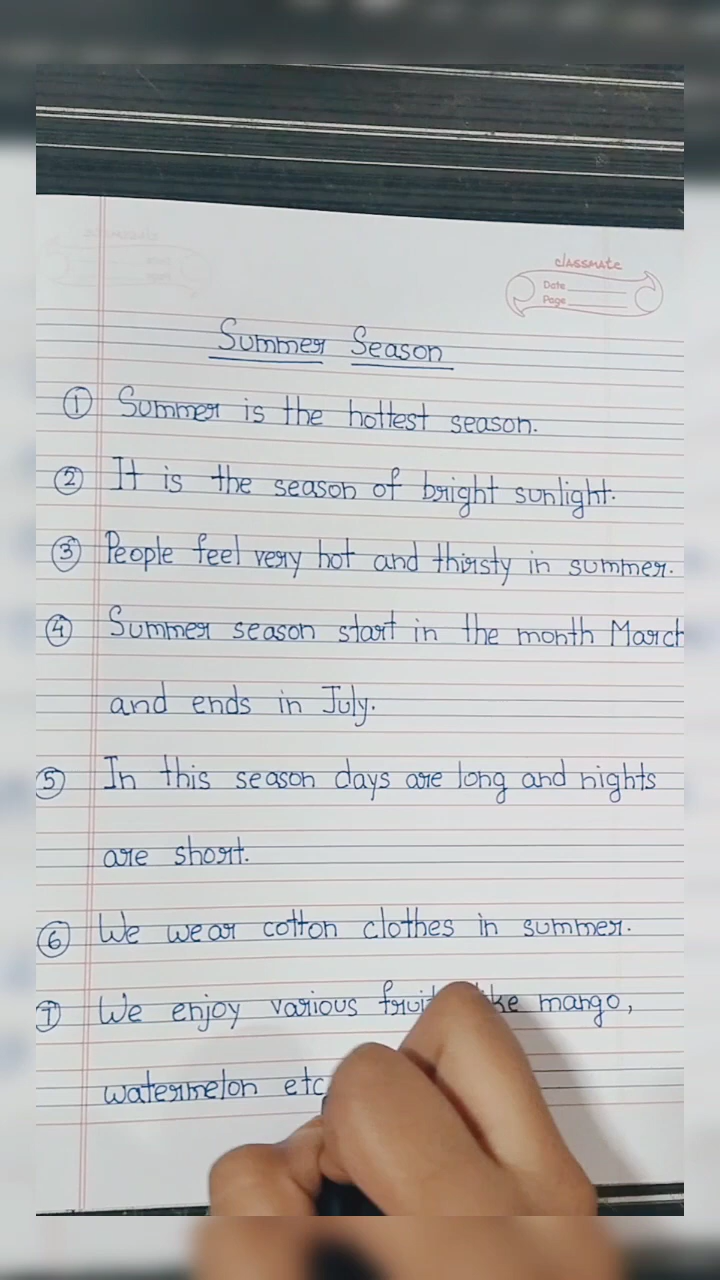 classmate
Date
Page
Summer Season
① Summer is the hottest season.
② It is the season of bright sunlight.
③ People feel very hot and thirsty in summer.
④ Summer season start in the month March
and ends in July.
⑤ In this season days are long and nights
are short.
⑥ We wear cotton clothes in summer.
⑦ We enjoy various mango,
watermelon etc